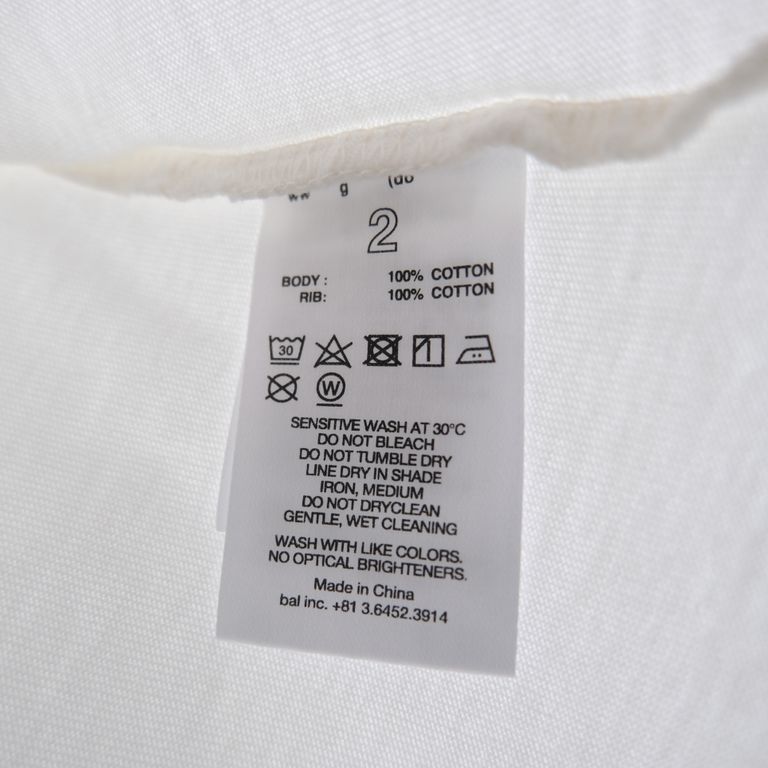 2
BODY: 100% COTTON
RIB: 100% COTTON
30
W
SENSITIVE WASH AT 30°C
DO NOT BLEACH
DO NOT TUMBLE DRY
LINE DRY IN SHADE
IRON, MEDIUM
DO NOT DRYCLEAN
GENTLE, WET CLEANING
WASH WITH LIKE COLORS.
NO OPTICAL BRIGHTENERS.
Made in China
bal inc. +81 3.6452.3914